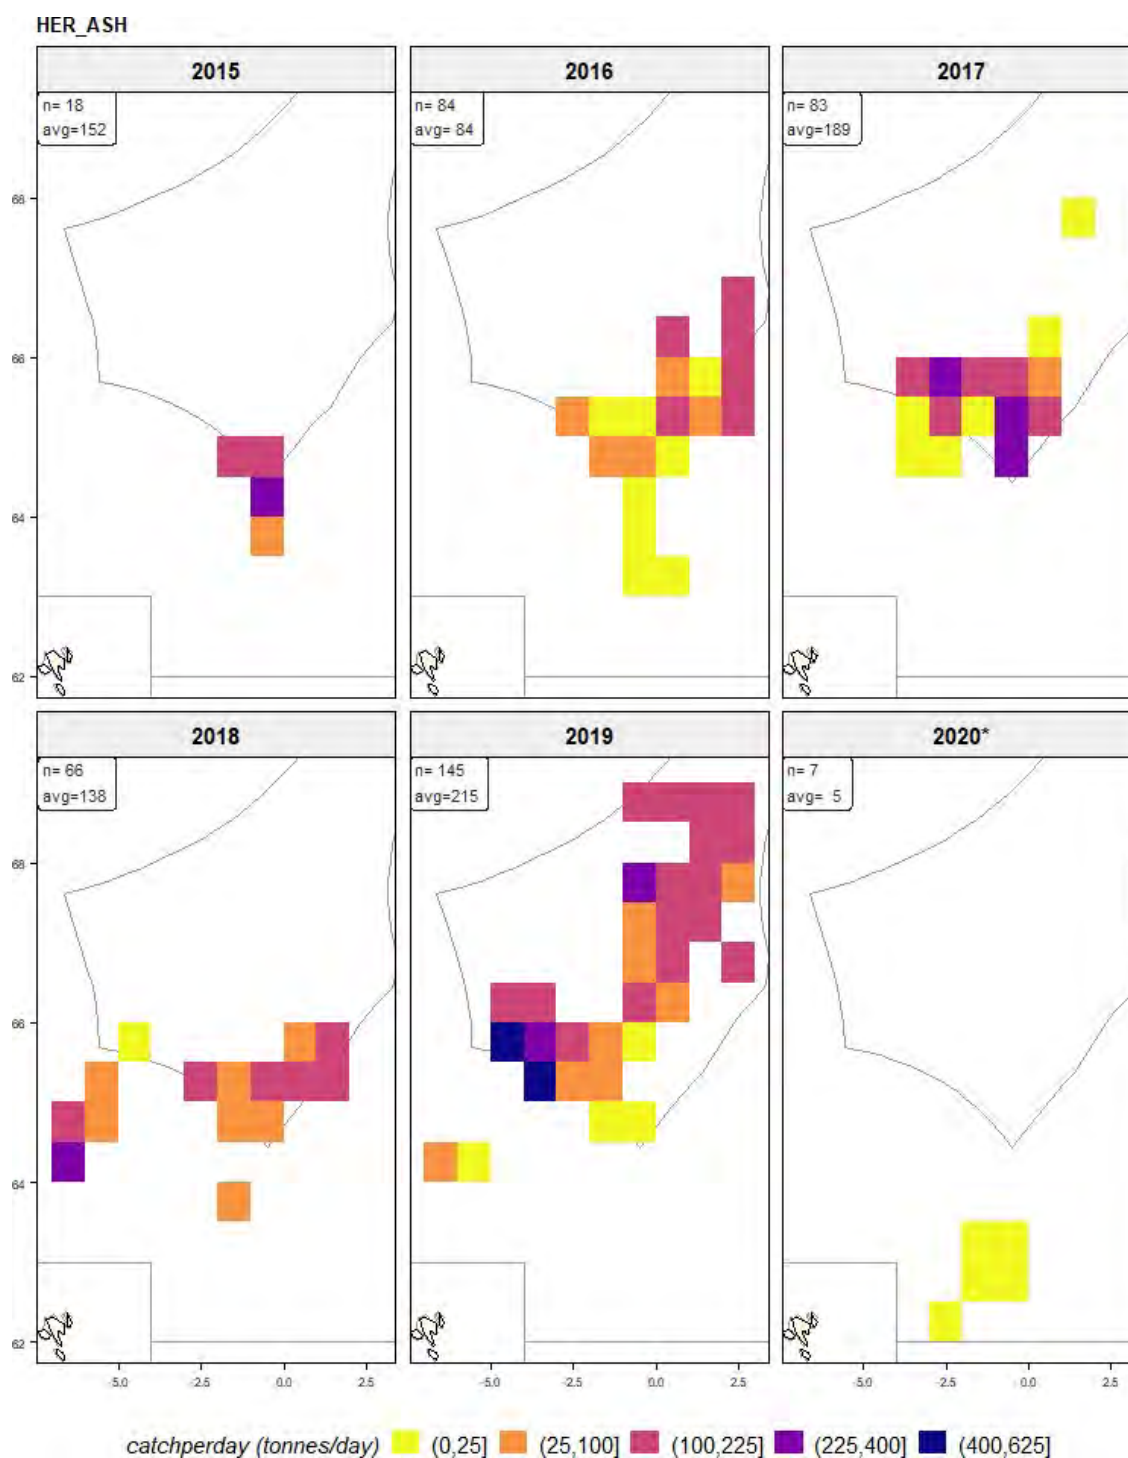 HER_ASH
2015
2016
2017
n= 18
avg=152
n= 84
avg= 84
n= 83
avg=189
68
66
64
62
2018
2019
2020*
n= 66
avg=138
n= 145
avg=215
n= 7
avg= 5
68
66
64
62
-5.0 -2.5 0.0 2.5
-5.0 -2.5 0.0 2.5
-5.0 -2.5 0.0 2.5
catchperday (tonnes/day) (0,25] (25,100] (100,225] (225,400] (400,625]